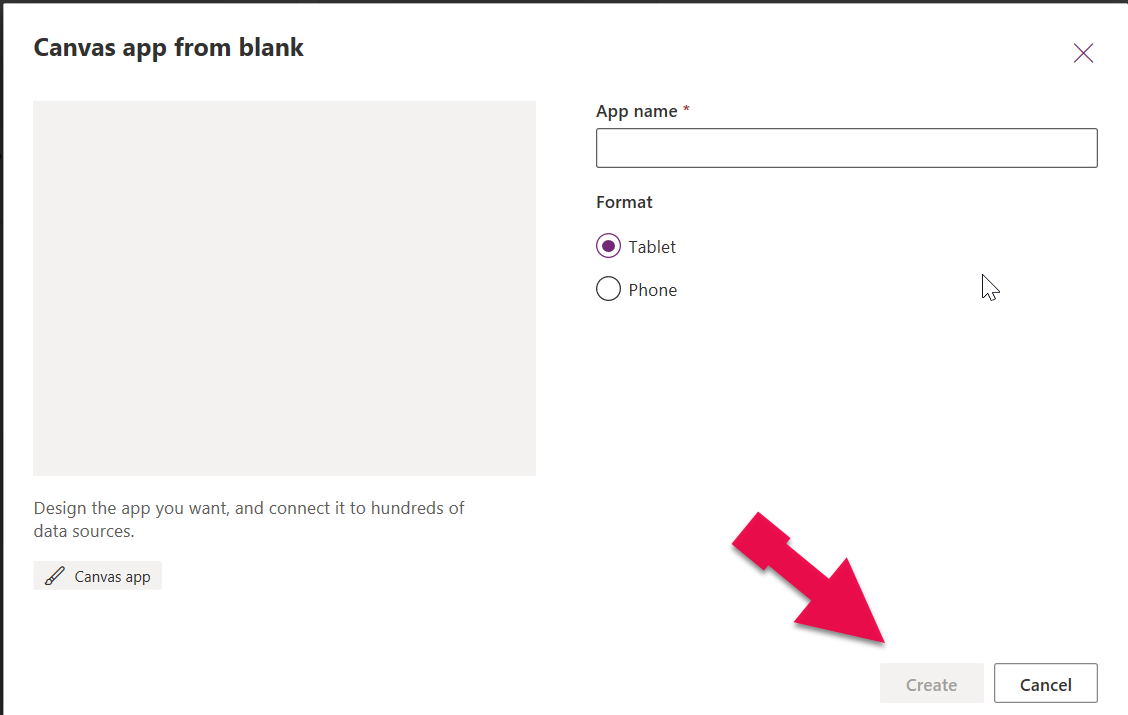 Canvas app from blank
App name *
Format
Tablet
Phone
Design the app you want, and connect it to hundreds of
data sources.
Canvas app
Create
Cancel